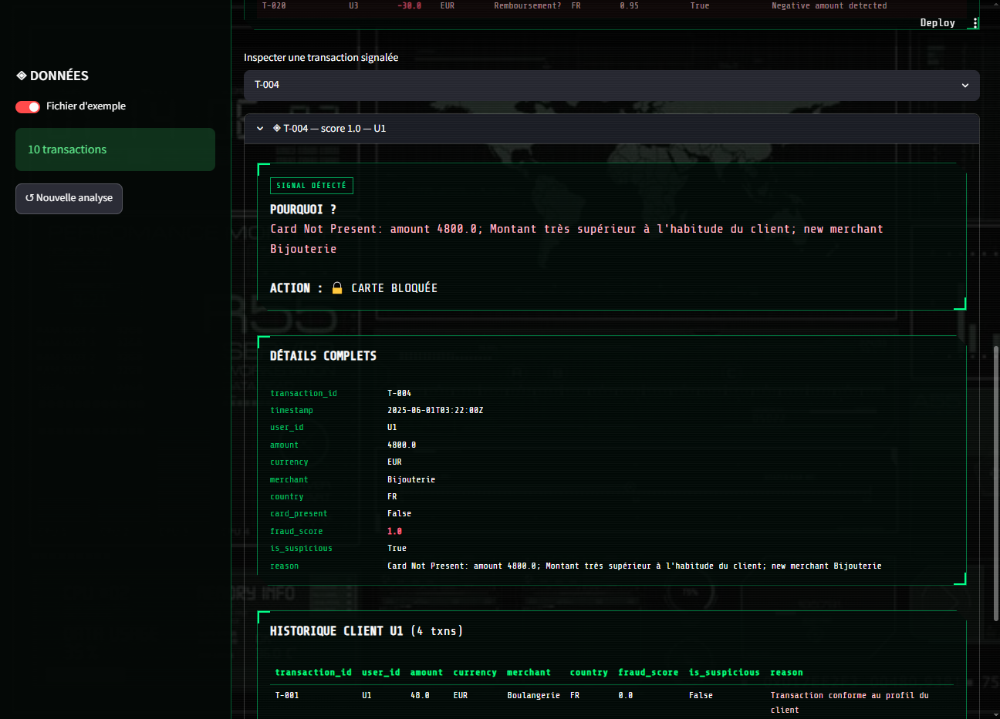 T-020 U3 -30.0 EUR Remboursement? FR 0.95 True Negative amount detected
Deploy
Inspecter une transaction signalée
T-004
◈ DONNÉES
Fichier d'exemple
10 transactions
↺ Nouvelle analyse
◈ T-004 — score 1.0 — U1
SIGNAL DÉTECTÉ
POURQUOI ?
Card Not Present: amount 4800.0; Montant très supérieur à l'habitude du client; new merchant
Bijouterie
ACTION : 🔒 CARTE BLOQUÉE
DÉTAILS COMPLETS
transaction_id T-004
timestamp 2025-06-01T03:22:00Z
user_id U1
amount 4800.0
currency EUR
merchant Bijouterie
country FR
card_present False
fraud_score 1.0
is_suspicious True
reason Card Not Present: amount 4800.0; Montant très supérieur à l'habitude du client; new merchant Bijouterie
HISTORIQUE CLIENT U1 (4 txns)
transaction_id user_id amount currency merchant country fraud_score is_suspicious reason
T-001 U1 48.0 EUR Boulangerie FR 0.0 False Transaction conforme au profil du
client